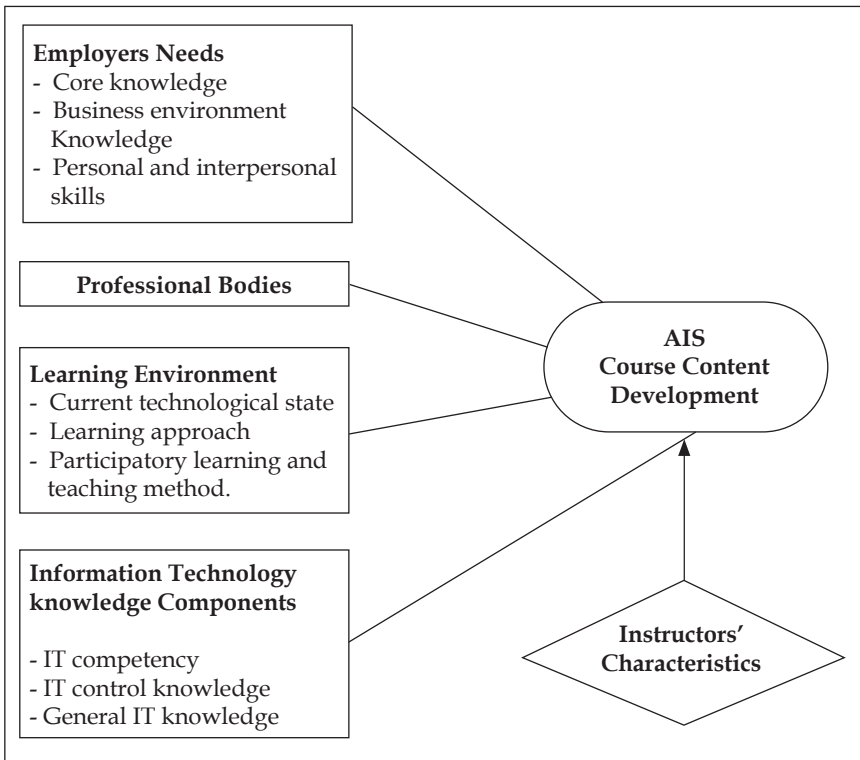 Employers Needs
- Core knowledge
- Business environment
Knowledge
- Personal and interpersonal
skills
Professional Bodies
Learning Environment
- Current technological state
- Learning approach
- Participatory learning and
teaching method.
Information Technology
knowledge Components
- IT competency
- IT control knowledge
- General IT knowledge
AIS
Course Content
Development
Instructors’
Characteristics